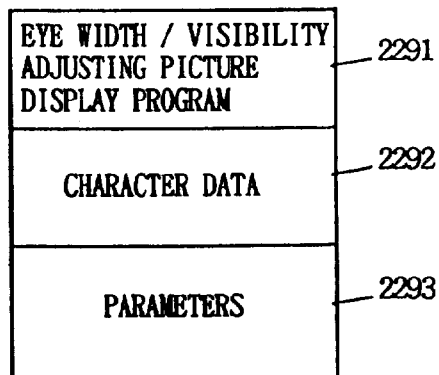 EYE WIDTH / VISIBILITY
ADJUSTING PICTURE
DISPLAY PROGRAM
2291
CHARACTER DATA
2292
PARAMETERS
2293